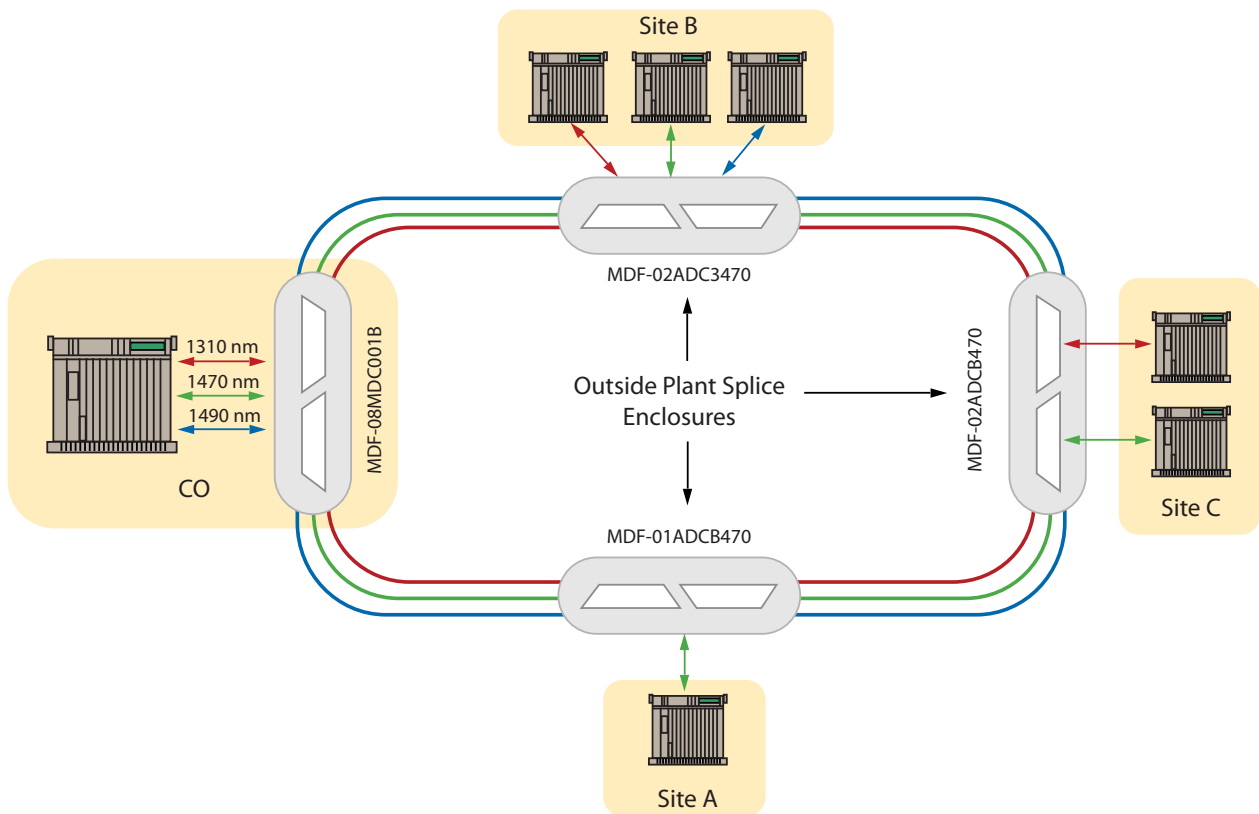 Site B
MDF-02ADC3470
1310 nm
1470 nm
1490 nm
CO
MDF-08MDC001B
Outside Plant Splice
Enclosures
MDF-02ADCB470
Site C
MDF-01ADCB470
Site A